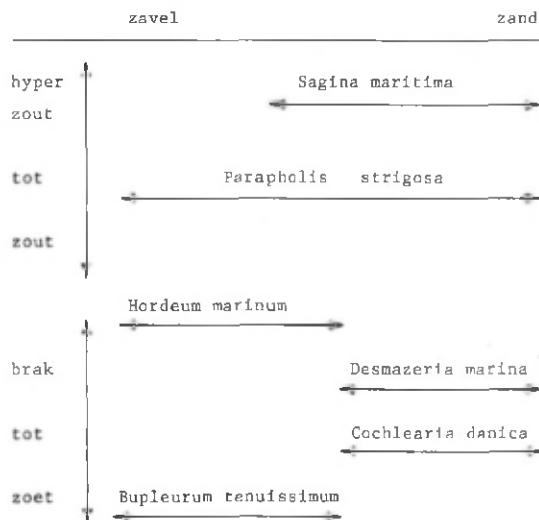 zavel zand
hyper Sagina maritima
zout
tot Parapholis strigosa
zout
Hordeum marinum
brak Desmazeria marina
tot Cochlearia danica
zoet Bupleurum tenuissimum